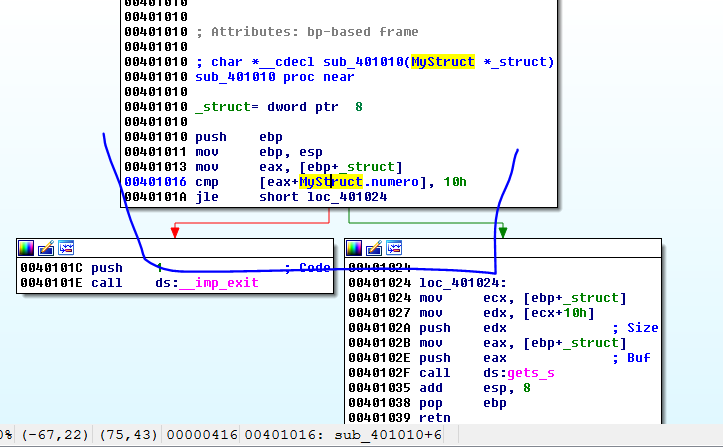 00401010
00401010
00401010 ; Attributes: bp-based frame
00401010
00401010 ; char *__cdecl sub_401010(MyStruct *_struct)
00401010 sub_401010 proc near
00401010
00401010 _struct= dword ptr  8
00401010
00401010 push    ebp
00401011 mov     ebp, esp
00401013 mov     eax, [ebp+_struct]
00401016 cmp     [eax+MyStruct.numero], 10h
0040101A jle     short loc_401024
0040101C push    1               ; Code
0040101E call    ds:__imp_exit
00401024
00401024 loc_401024:
00401024 mov     ecx, [ebp+_struct]
00401027 mov     edx, [ecx+10h]
0040102A push    edx             ; Size
0040102B mov     eax, [ebp+_struct]
0040102E push    eax             ; Buf
0040102F call    ds:gets_s
00401035 add     esp, 8
00401038 pop     ebp
00401039 retn
0% (-67,22) (75,43) 00000416 00401016: sub_401010+6